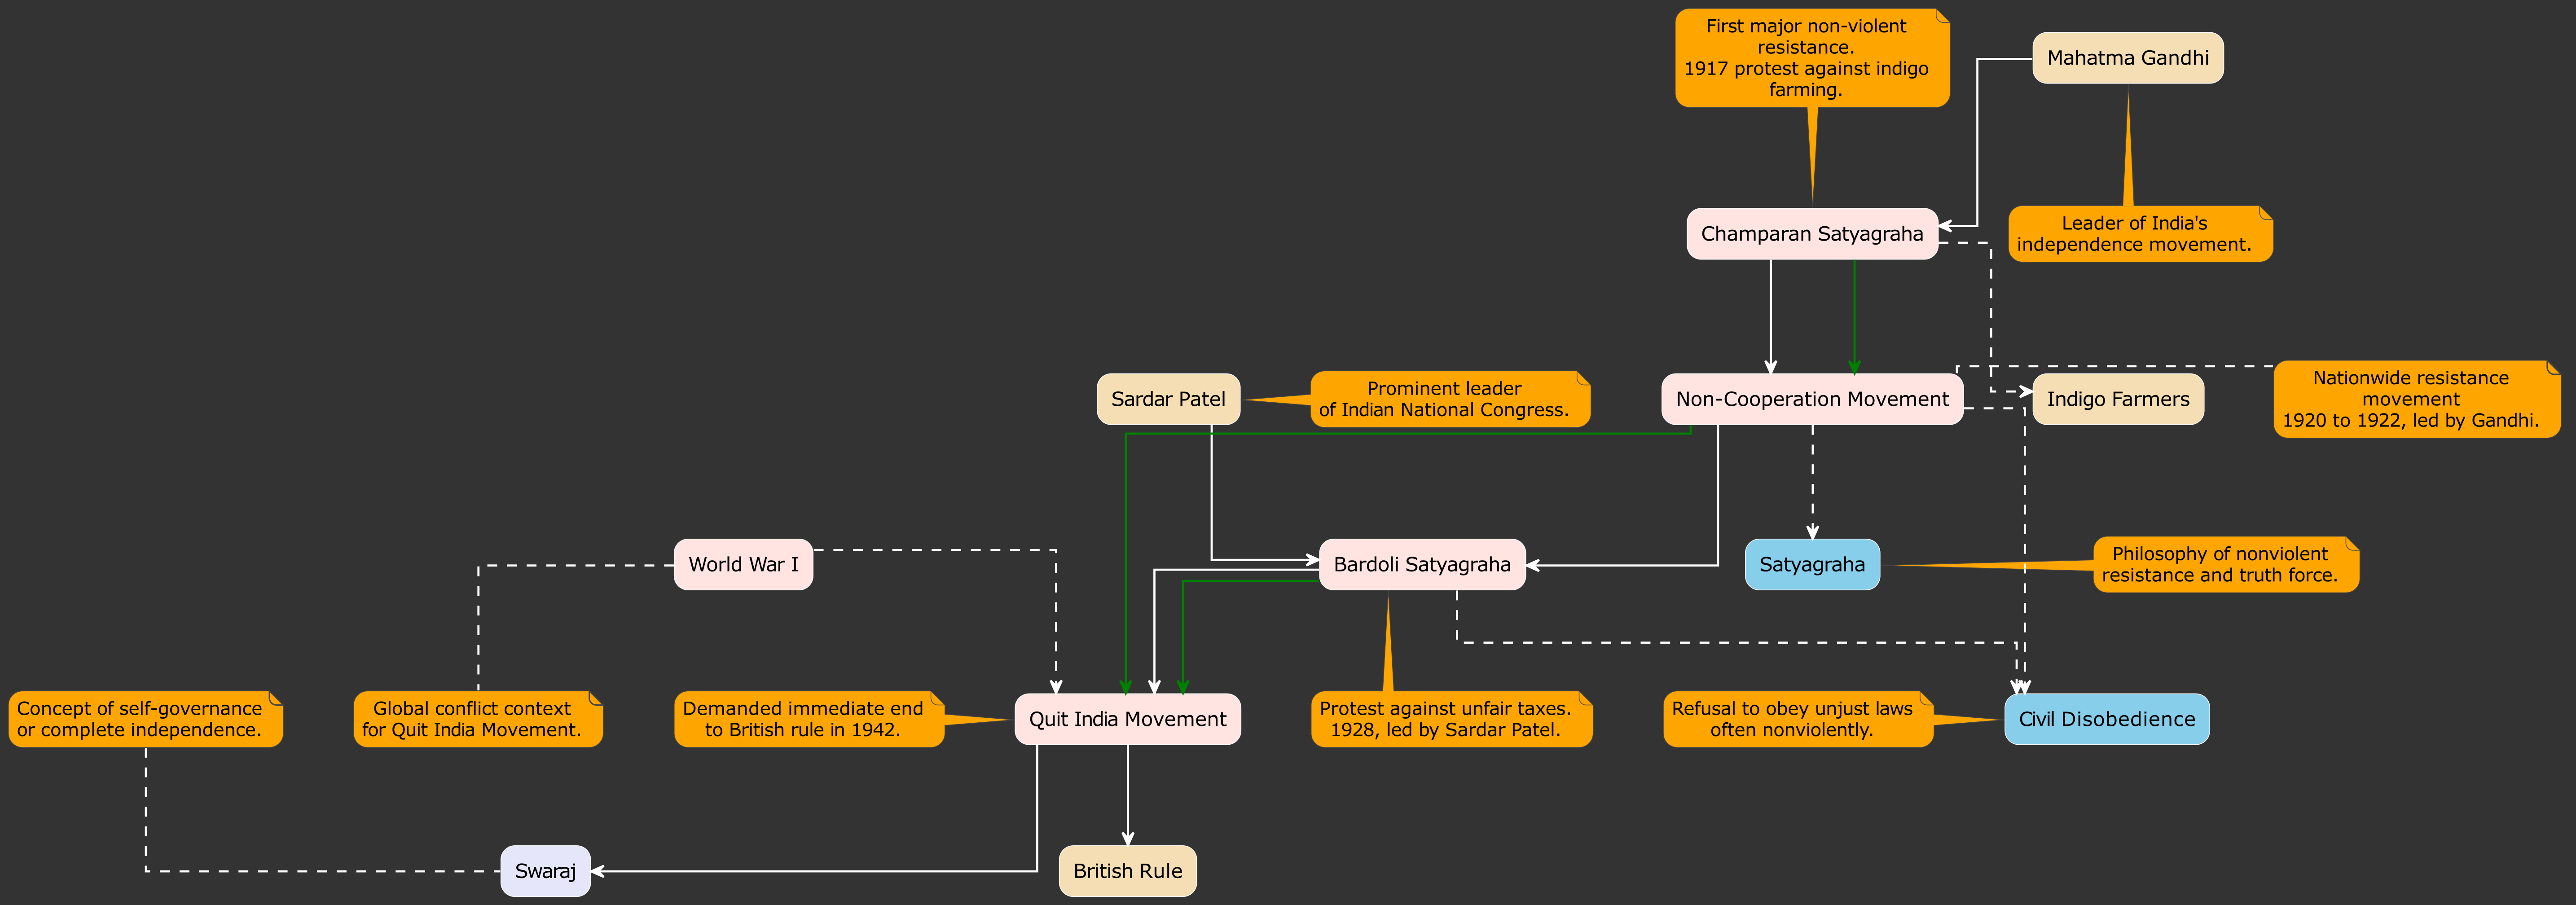 First major non-violent
resistance.
1917 protest against indigo
farming.
Mahatma Gandhi
Champaran Satyagraha
Leader of India's
independence movement.
Sardar Patel
Prominent leader
of Indian National Congress.
Non-Cooperation Movement
Indigo Farmers
Nationwide resistance
movement
1920 to 1922, led by Gandhi.
World War I
Bardoli Satyagraha
Satyagraha
Philosophy of nonviolent
resistance and truth force.
Concept of self-governance
or complete independence.
Global conflict context
for Quit India Movement.
Demanded immediate end
to British rule in 1942.
Quit India Movement
Protest against unfair taxes.
1928, led by Sardar Patel.
Refusal to obey unjust laws
often nonviolently.
Civil Disobedience
Swaraj
British Rule